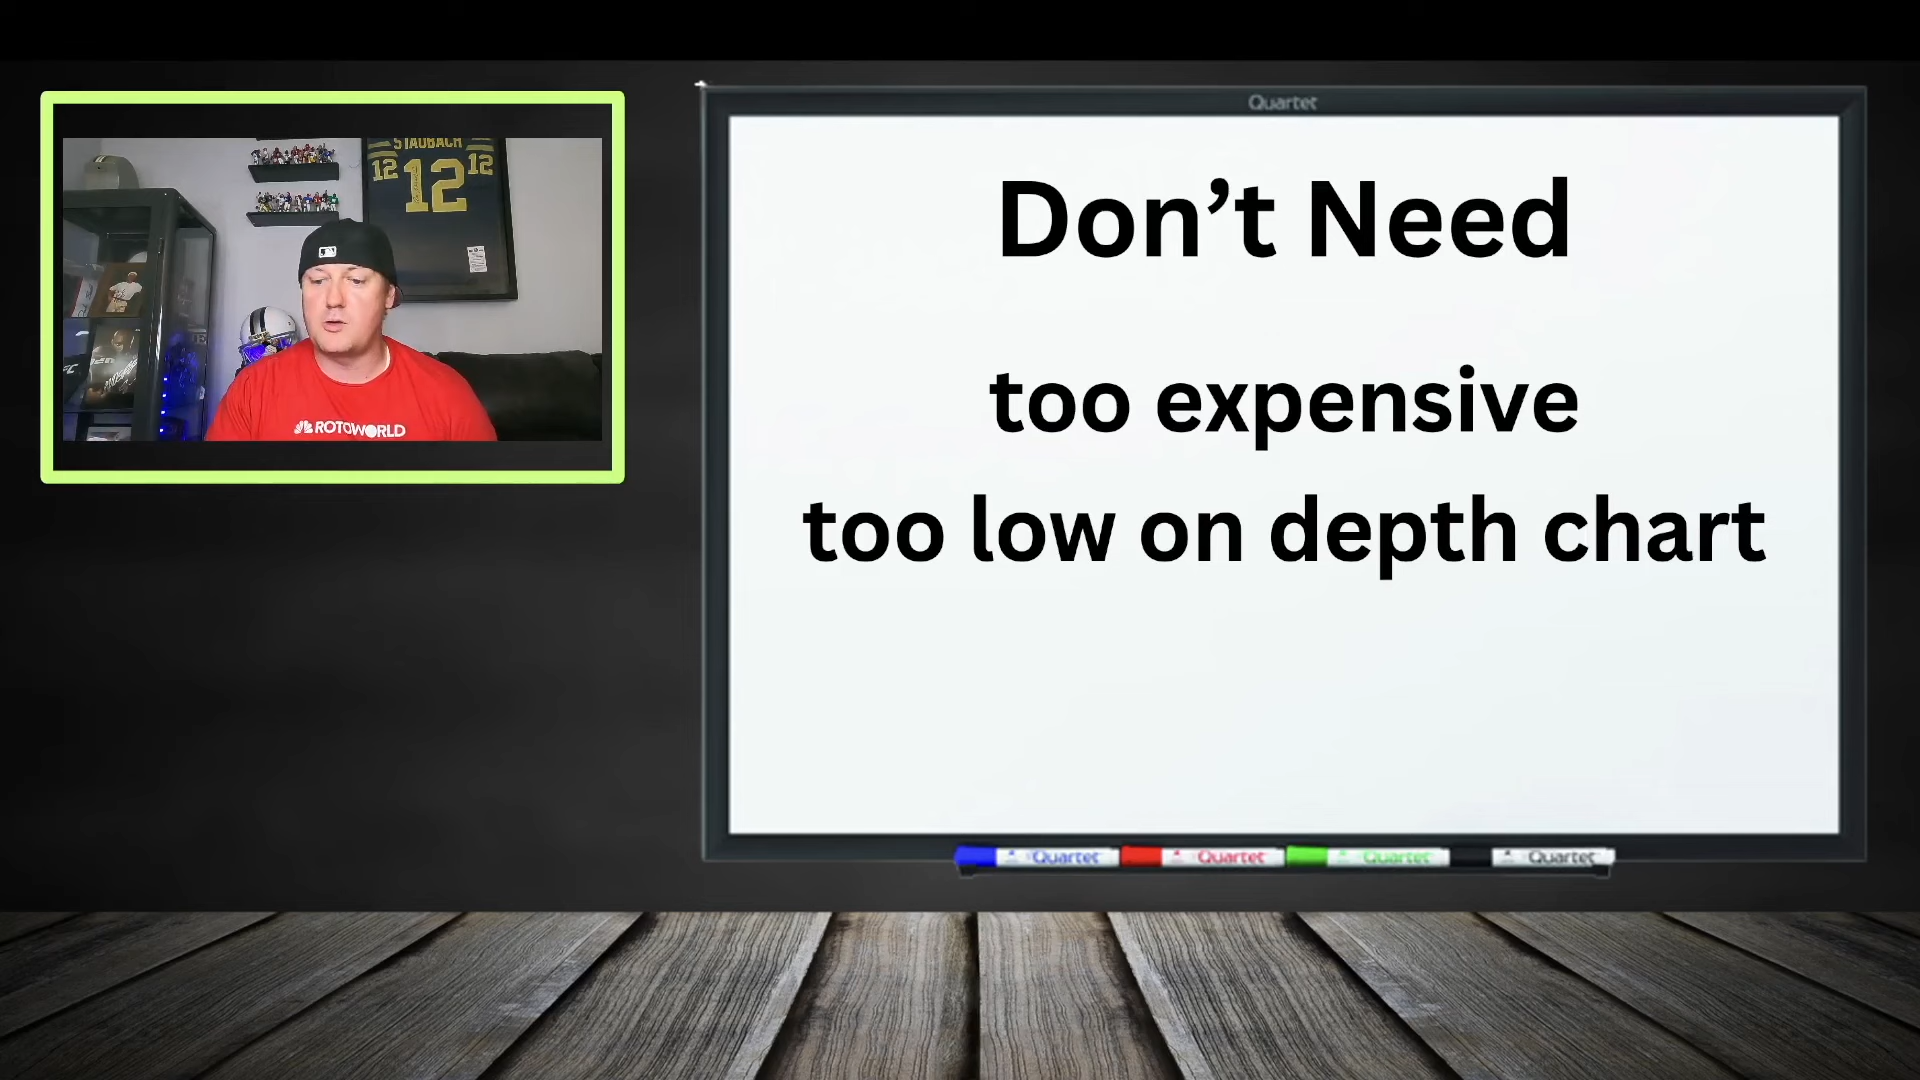 Quartet
STAUBACH
12 12 12
ROTOWORLD
Don’t Need
too expensive
too low on depth chart
Quartet Quartet Quartet Quartet